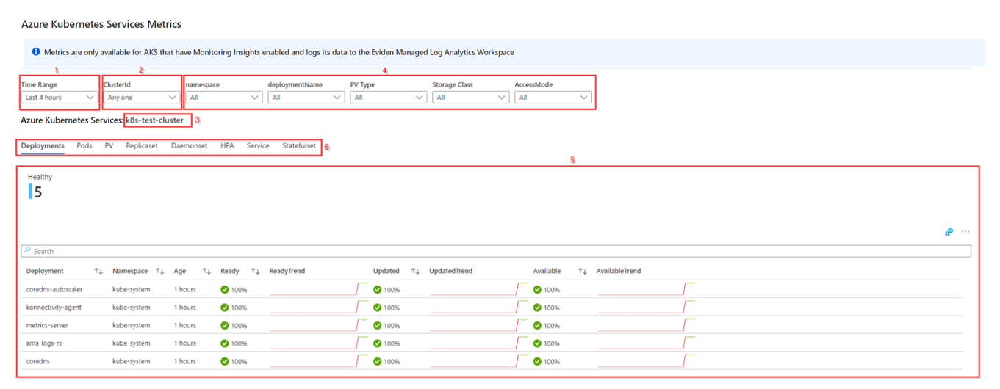 Azure Kubernetes Services Metrics
Metrics are only available for AKS that have Monitoring Insights enabled and logs its data to the Eviden Managed Log Analytics Workspace
1 2 4
Time Range ClusterId namespace deploymentName PV Type Storage Class AccessMode
Last 4 hours Any one All All All All All
Azure Kubernetes Services: k8s-test-cluster 3
Deployments Pods PV Replicaset Daemonset HPA Service Statefulset 6
5
Healthy
5
Search
Deployment Namespace Age Ready ReadyTrend Updated UpdatedTrend Available AvailableTrend
coredns-autoscaler kube-system 1 hours 100% 100% 100%
konnectivity-agent kube-system 1 hours 100% 100% 100%
metrics-server kube-system 1 hours 100% 100% 100%
ama-logs-rs kube-system 1 hours 100% 100% 100%
coredns kube-system 1 hours 100% 100% 100%